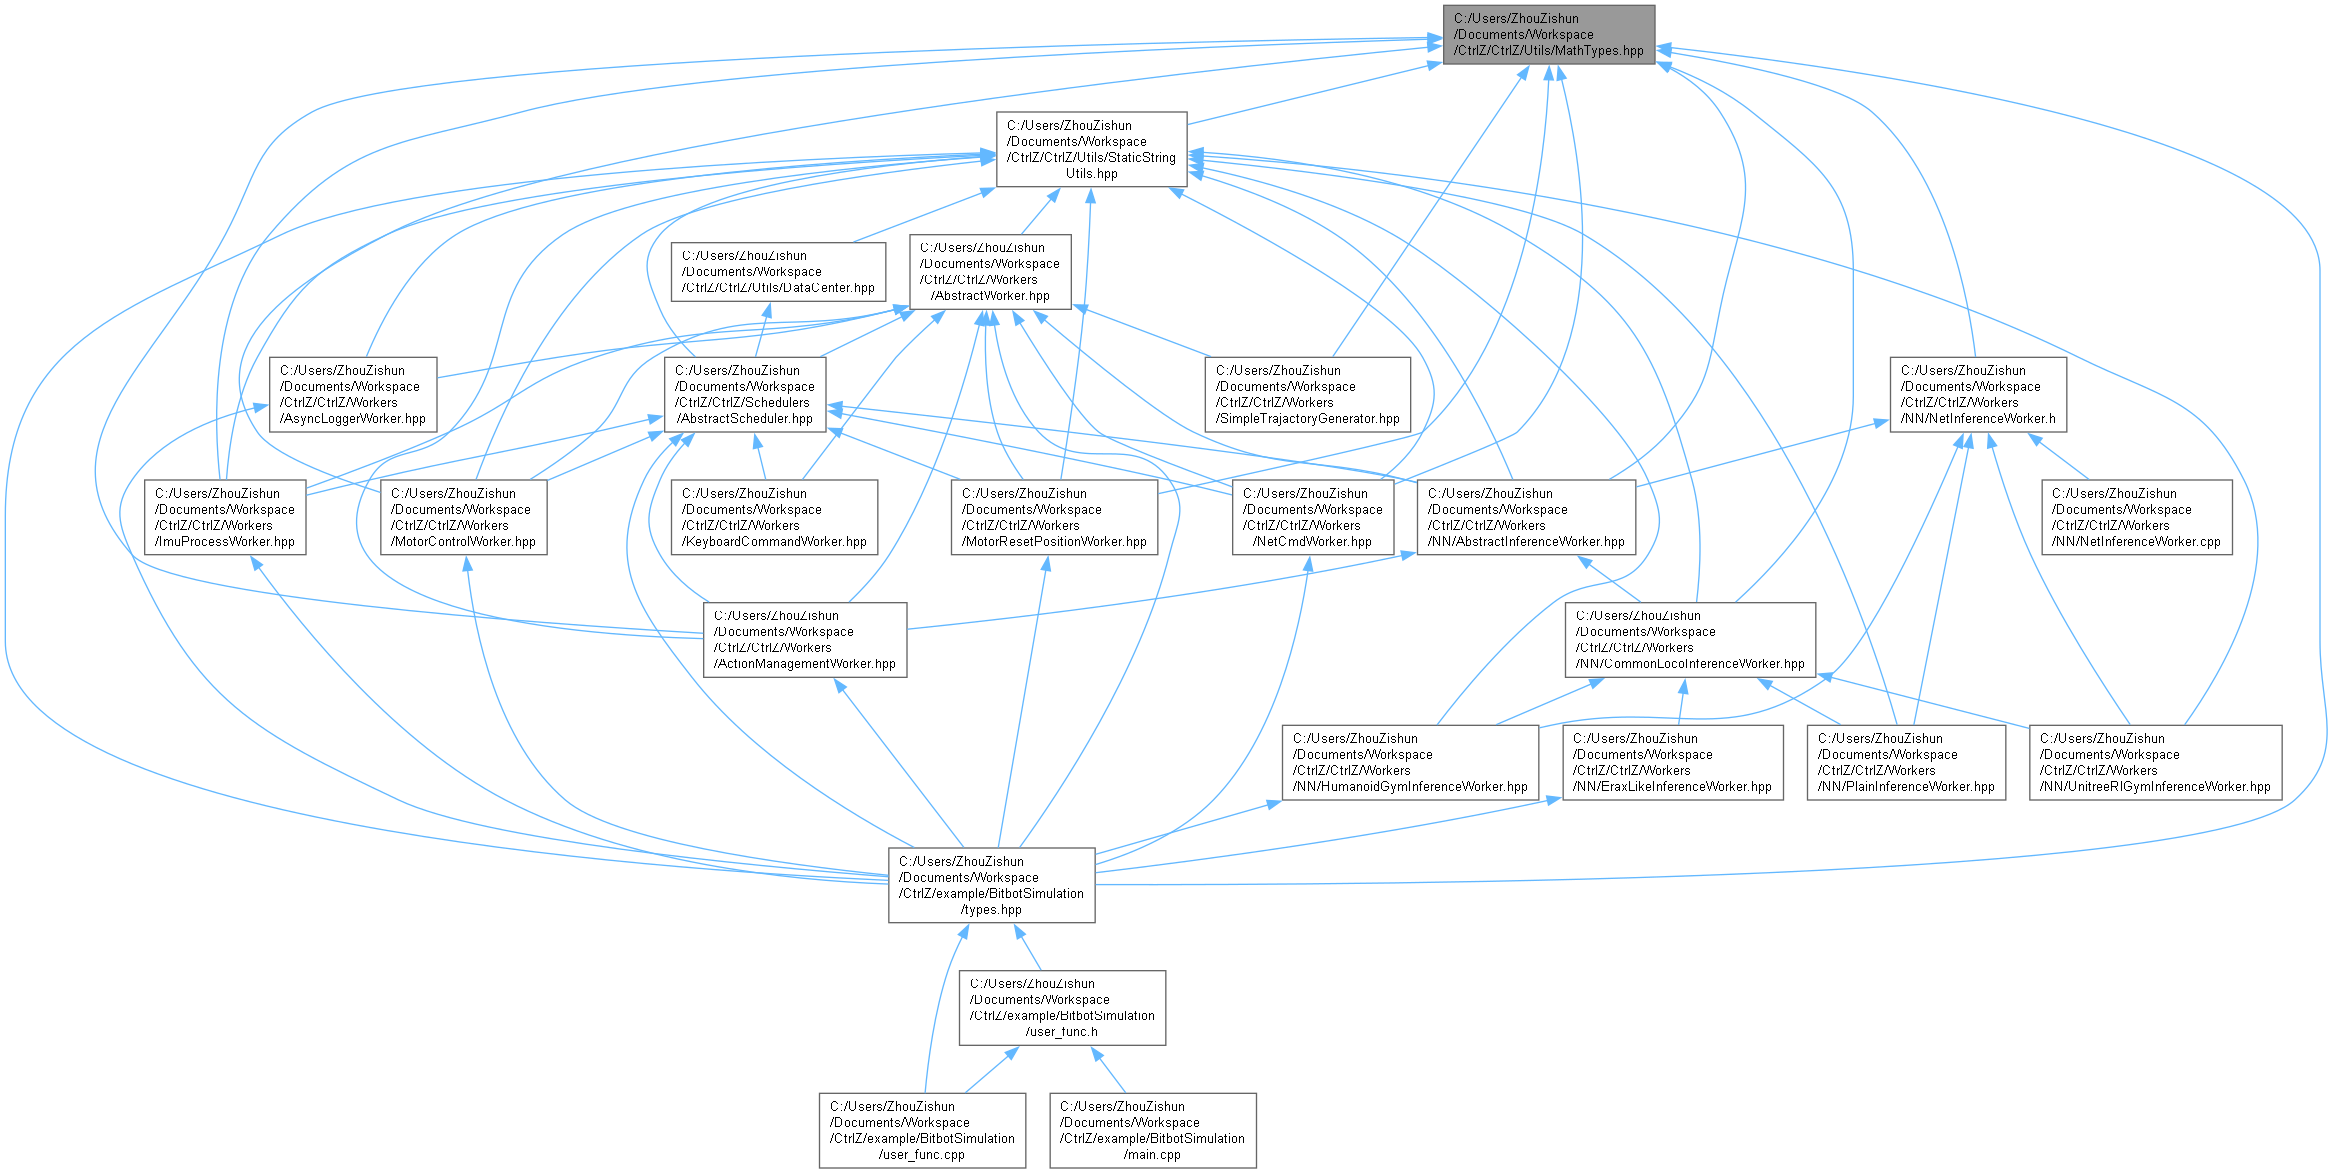 C:/Users/ZhouZishun
/Documents/Workspace
/CtrlZ/CtrlZ/Utils/MathTypes.hpp
C:/Users/ZhouZishun
/Documents/Workspace
/CtrlZ/CtrlZ/Utils/StaticString
Utils.hpp
C:/Users/ZhouZishun
/Documents/Workspace
/CtrlZ/CtrlZ/Utils/DataCenter.hpp
C:/Users/ZhouZishun
/Documents/Workspace
/CtrlZ/CtrlZ/Workers
/AbstractWorker.hpp
C:/Users/ZhouZishun
/Documents/Workspace
/CtrlZ/CtrlZ/Workers
/AsyncLoggerWorker.hpp
C:/Users/ZhouZishun
/Documents/Workspace
/CtrlZ/CtrlZ/Schedulers
/AbstractScheduler.hpp
C:/Users/ZhouZishun
/Documents/Workspace
/CtrlZ/CtrlZ/Workers
/SimpleTrajactoryGenerator.hpp
C:/Users/ZhouZishun
/Documents/Workspace
/CtrlZ/CtrlZ/Workers
/NN/NetInferenceWorker.h
C:/Users/ZhouZishun
/Documents/Workspace
/CtrlZ/CtrlZ/Workers
/ImuProcessWorker.hpp
C:/Users/ZhouZishun
/Documents/Workspace
/CtrlZ/CtrlZ/Workers
/MotorControlWorker.hpp
C:/Users/ZhouZishun
/Documents/Workspace
/CtrlZ/CtrlZ/Workers
/KeyboardCommandWorker.hpp
C:/Users/ZhouZishun
/Documents/Workspace
/CtrlZ/CtrlZ/Workers
/MotorResetPositionWorker.hpp
C:/Users/ZhouZishun
/Documents/Workspace
/CtrlZ/CtrlZ/Workers
/NetCmdWorker.hpp
C:/Users/ZhouZishun
/Documents/Workspace
/CtrlZ/CtrlZ/Workers
/NN/AbstractInferenceWorker.hpp
C:/Users/ZhouZishun
/Documents/Workspace
/CtrlZ/CtrlZ/Workers
/NN/NetInferenceWorker.cpp
C:/Users/ZhouZishun
/Documents/Workspace
/CtrlZ/CtrlZ/Workers
/ActionManagementWorker.hpp
C:/Users/ZhouZishun
/Documents/Workspace
/CtrlZ/CtrlZ/Workers
/NN/CommonLocoInferenceWorker.hpp
C:/Users/ZhouZishun
/Documents/Workspace
/CtrlZ/CtrlZ/Workers
/NN/HumanoidGymInferenceWorker.hpp
C:/Users/ZhouZishun
/Documents/Workspace
/CtrlZ/CtrlZ/Workers
/NN/EraxLikeInferenceWorker.hpp
C:/Users/ZhouZishun
/Documents/Workspace
/CtrlZ/CtrlZ/Workers
/NN/PlainInferenceWorker.hpp
C:/Users/ZhouZishun
/Documents/Workspace
/CtrlZ/CtrlZ/Workers
/NN/UnitreeRlGymInferenceWorker.hpp
C:/Users/ZhouZishun
/Documents/Workspace
/CtrlZ/example/BitbotSimulation
/types.hpp
C:/Users/ZhouZishun
/Documents/Workspace
/CtrlZ/example/BitbotSimulation
/user_func.h
C:/Users/ZhouZishun
/Documents/Workspace
/CtrlZ/example/BitbotSimulation
/user_func.cpp
C:/Users/ZhouZishun
/Documents/Workspace
/CtrlZ/example/BitbotSimulation
/main.cpp